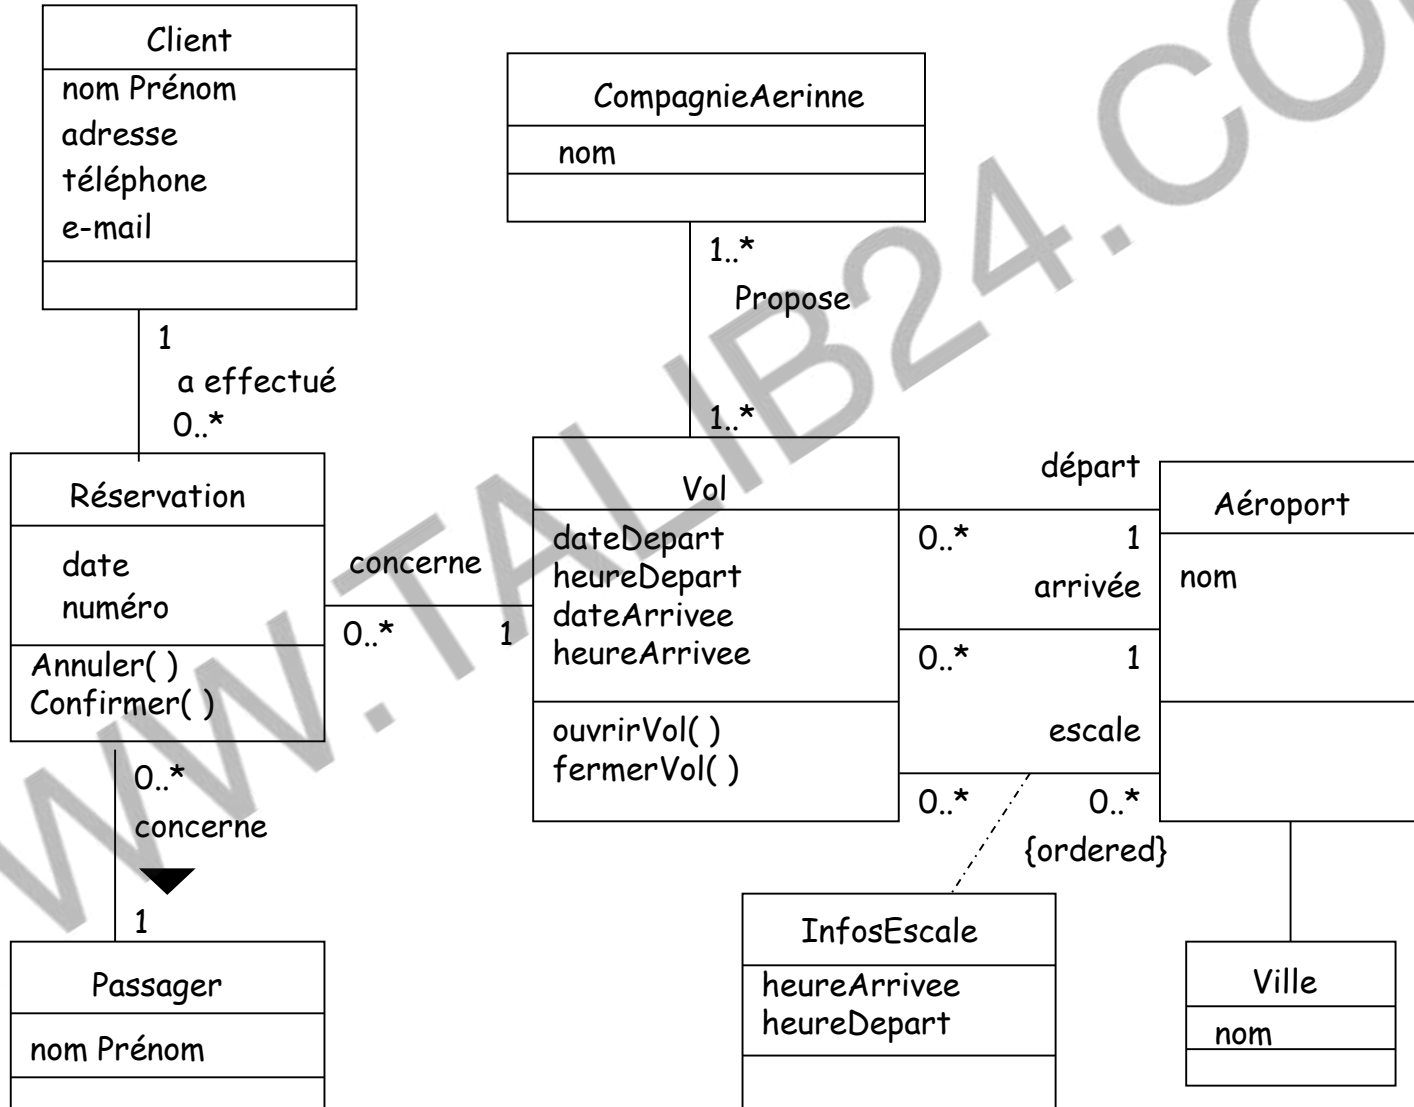 Client
nom Prénom
adresse
téléphone
e-mail
CompagnieAerinne
nom
1
a effectué
0..*
1..*
Propose
1..*
Réservation
date
numéro
Annuler( )
Confirmer( )
concerne
0..*
1
Vol
dateDepart
heureDepart
dateArrivee
heureArrivee
ouvrirVol( )
fermerVol( )
départ
0..*
1
arrivée
0..*
1
escale
0..*
0..*
{ordered}
Aéroport
nom
0..*
concerne
1
Passager
nom Prénom
InfosEscale
heureArrivee
heureDepart
Ville
nom
WW.TALIB24.CO